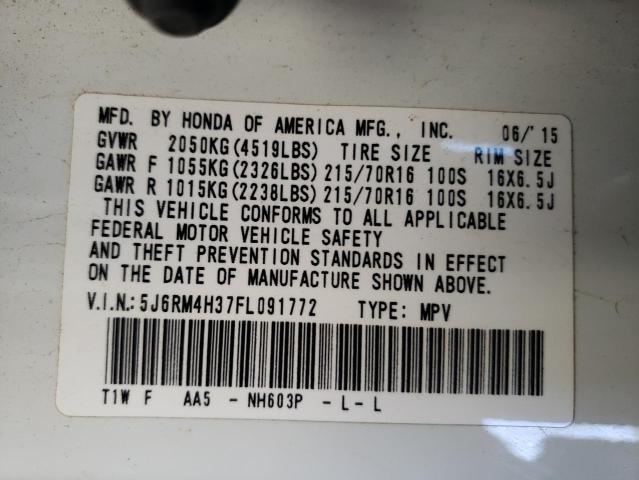 MFD. BY HONDA OF AMERICA MFG., INC. 06/'15
GVWR 2050KG(4519LBS) TIRE SIZE RIM SIZE
GAWR F 1055KG(2326LBS) 215/70R16 100S 16X6.5J
GAWR R 1015KG(2238LBS) 215/70R16 100S 16X6.5J
THIS VEHICLE CONFORMS TO ALL APPLICABLE
FEDERAL MOTOR VEHICLE SAFETY
AND THEFT PREVENTION STANDARDS IN EFFECT
ON THE DATE OF MANUFACTURE SHOWN ABOVE.
V.I.N.:5J6RM4H37FL091772 TYPE: MPV
T1W F AA5 - NH603P - L - L